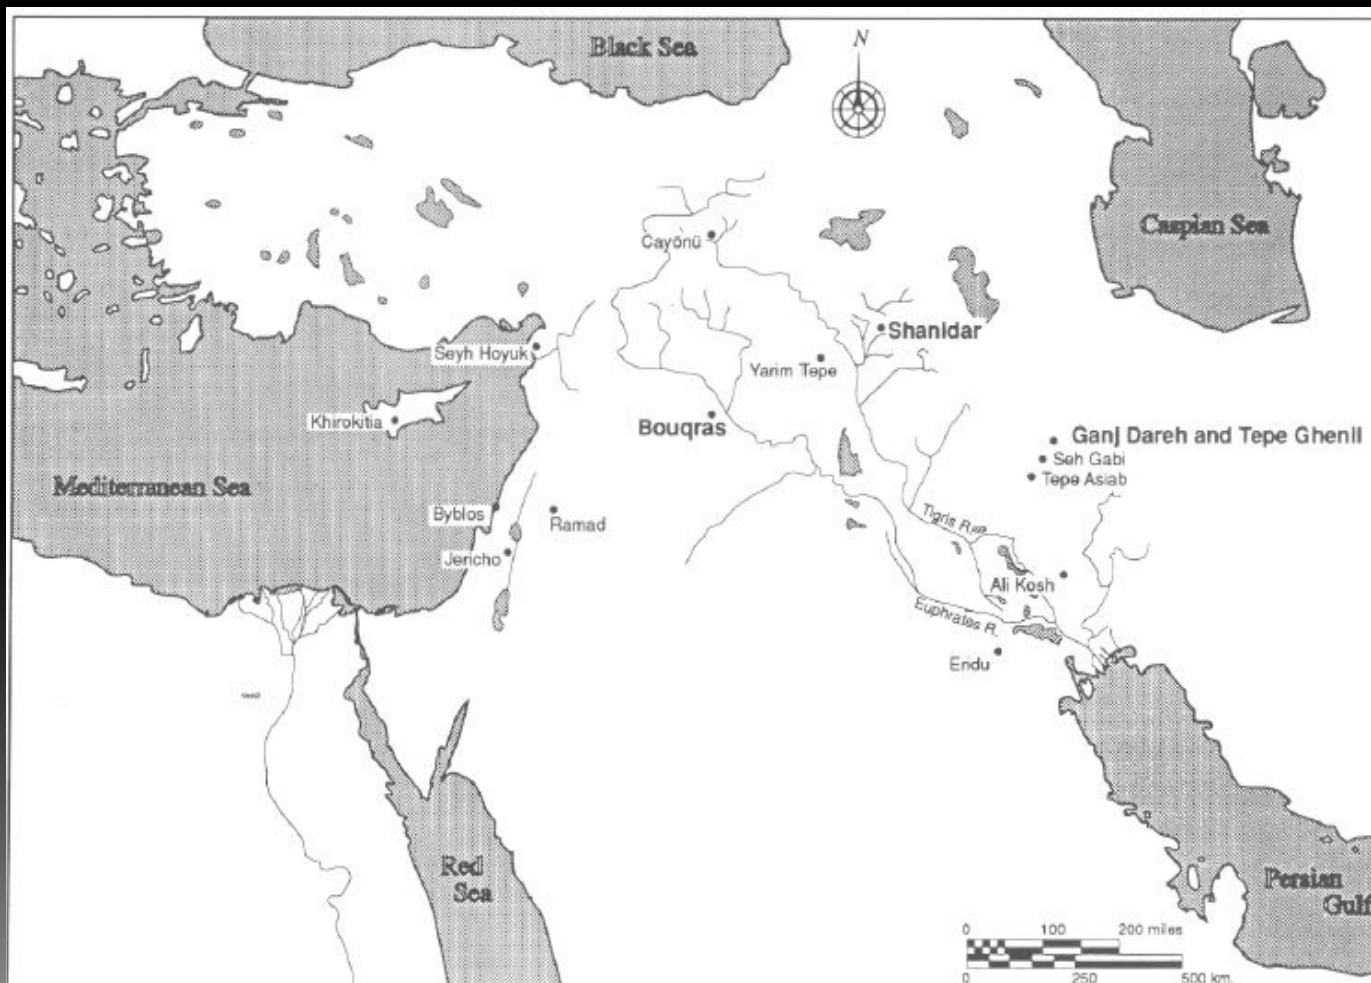 Black Sea
N
Caspian Sea
Cayönü
Shanidar
Seyh Hoyuk
Yarim Tepe
Khirokitia
Bouqras
Ganj Dareh and Tepe Ghenil
Seh Gabi
Tepe Asiab
Mediterranean Sea
Byblos
Ramad
Tigris R.
Jericho
Ali Kosh
Euphrates R.
Eridu
Red
Sea
Persian
Gulf
0 100 200 miles
0 250 500 km.